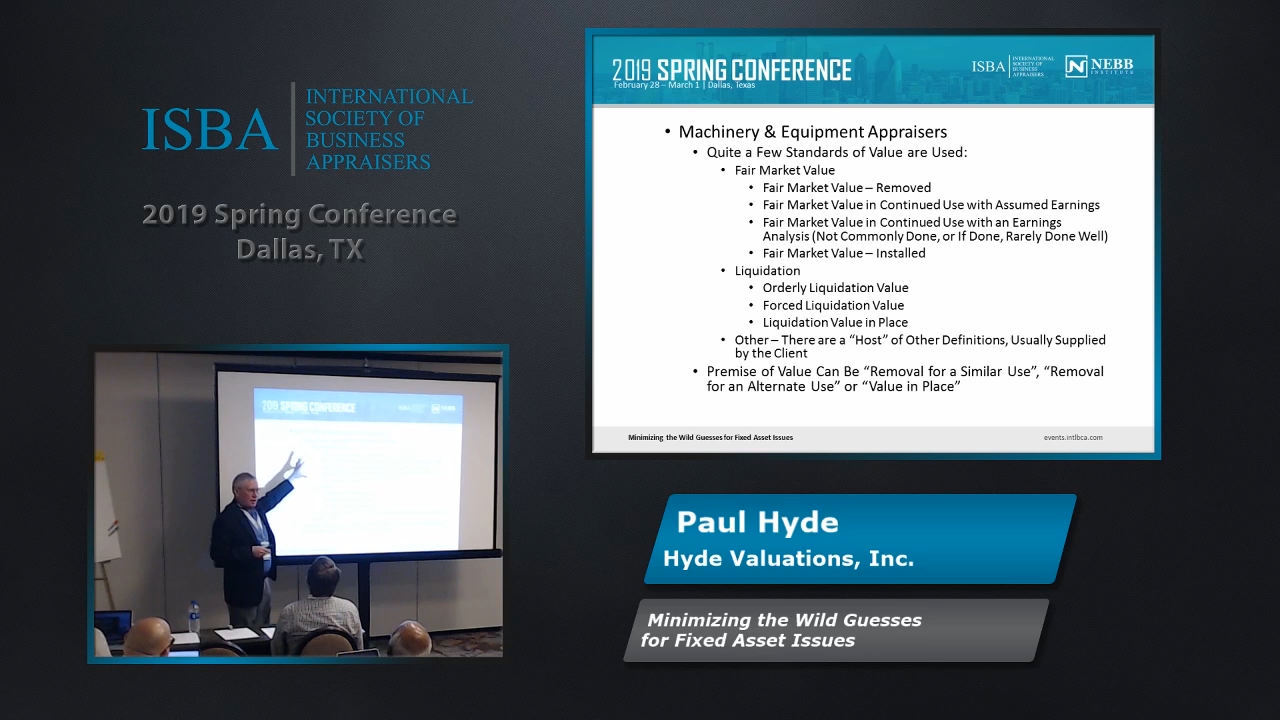 ISBA
INTERNATIONAL
SOCIETY OF
BUSINESS
APPRAISERS
2019 Spring Conference
Dallas, TX
2019 SPRING CONFERENCE
February 28 – March 1 | Dallas, Texas
ISBA
INTERNATIONAL
SOCIETY OF
BUSINESS
APPRAISERS
NEBB
INSTITUTE
• Machinery & Equipment Appraisers
• Quite a Few Standards of Value are Used:
• Fair Market Value
• Fair Market Value – Removed
• Fair Market Value in Continued Use with Assumed Earnings
• Fair Market Value in Continued Use with an Earnings
Analysis (Not Commonly Done, or If Done, Rarely Done Well)
• Fair Market Value – Installed
• Liquidation
• Orderly Liquidation Value
• Forced Liquidation Value
• Liquidation Value in Place
• Other – There are a “Host” of Other Definitions, Usually Supplied
by the Client
• Premise of Value Can Be “Removal for a Similar Use”, “Removal
for an Alternate Use” or “Value in Place”
Minimizing the Wild Guesses for Fixed Asset Issues
events.intlbca.com
2019 SPRING CONFERENCE
Paul Hyde
Hyde Valuations, Inc.
Minimizing the Wild Guesses
for Fixed Asset Issues